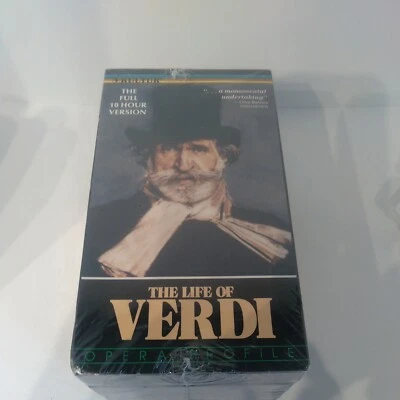 THE
FULL
10 HOUR
VERSION
"...a monumental
undertaking"
THE LIFE OF
VERDI
OPERA PROFILE